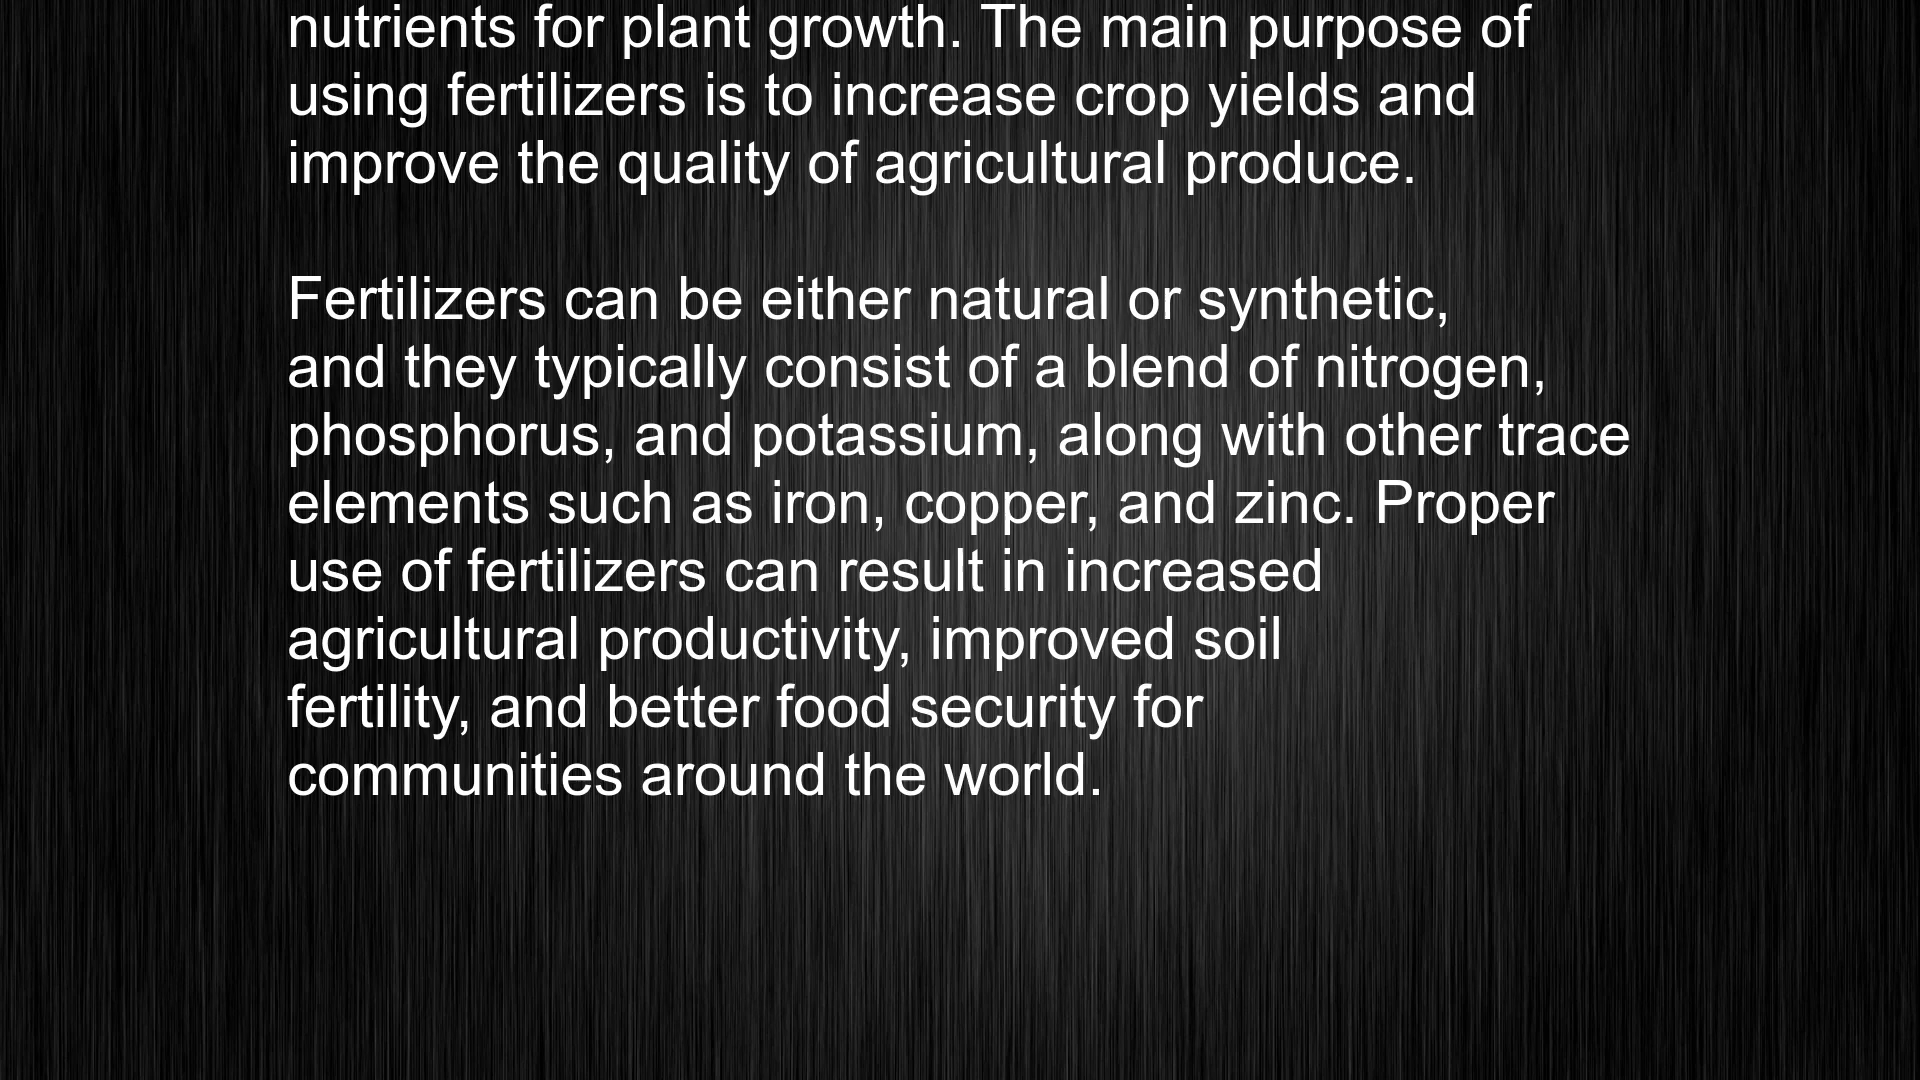 nutrients for plant growth. The main purpose of
using fertilizers is to increase crop yields and
improve the quality of agricultural produce.
Fertilizers can be either natural or synthetic,
and they typically consist of a blend of nitrogen,
phosphorus, and potassium, along with other trace
elements such as iron, copper, and zinc. Proper
use of fertilizers can result in increased
agricultural productivity, improved soil
fertility, and better food security for
communities around the world.